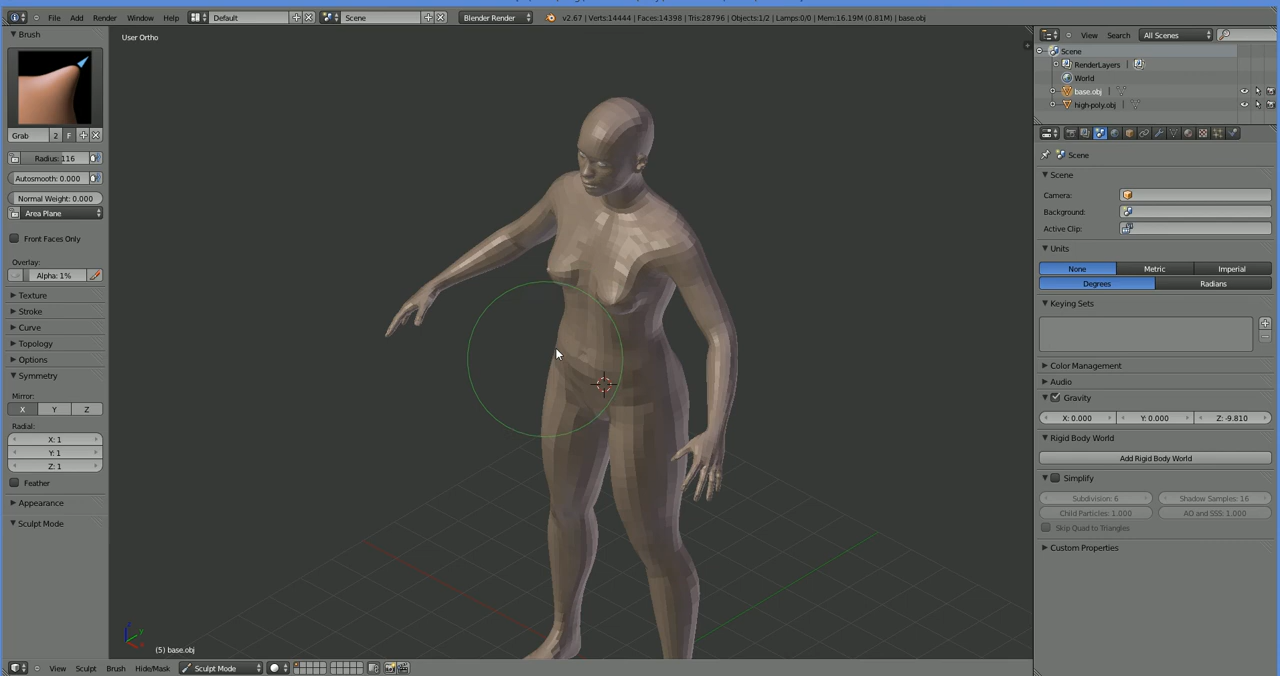 File Add Render Window Help Default Scene Blender Render v2.67 | Verts:14444 | Faces:14398 | Tris:28796 | Objects:1/2 | Lamps:0/0 | Mem:16.19M (0.81M) | base.obj
Brush
Grab 2 F
Radius: 116
Autosmooth: 0.000
Normal Weight: 0.000
Area Plane
Front Faces Only
Overlay:
Alpha: 1%
Texture
Stroke
Curve
Topology
Options
Symmetry
Mirror:
X Y Z
Radial:
X: 1
Y: 1
Z: 1
Feather
Appearance
Sculpt Mode
User Ortho
(5) base.obj
View Sculpt Brush Hide/Mask Sculpt Mode
View Search All Scenes
Scene
RenderLayers
World
base.obj
high-poly.obj
Scene
Scene
Camera:
Background:
Active Clip:
Units
None Metric Imperial
Degrees Radians
Keying Sets
Color Management
Audio
Gravity
X: 0.000 Y: 0.000 Z: -9.810
Rigid Body World
Add Rigid Body World
Simplify
Subdivision: 6 Shadow Samples: 16
Child Particles: 1.000 AO and SSS: 1.000
Skip Quad to Triangles
Custom Properties